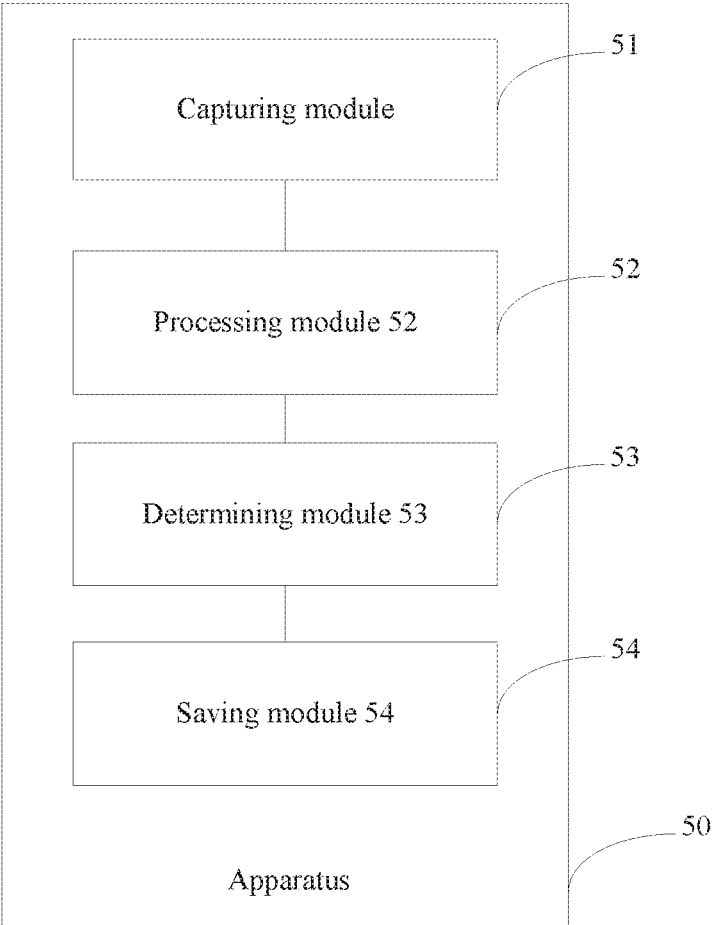 51
Capturing module
52
Processing module 52
53
Determining module 53
54
Saving module 54
50
Apparatus